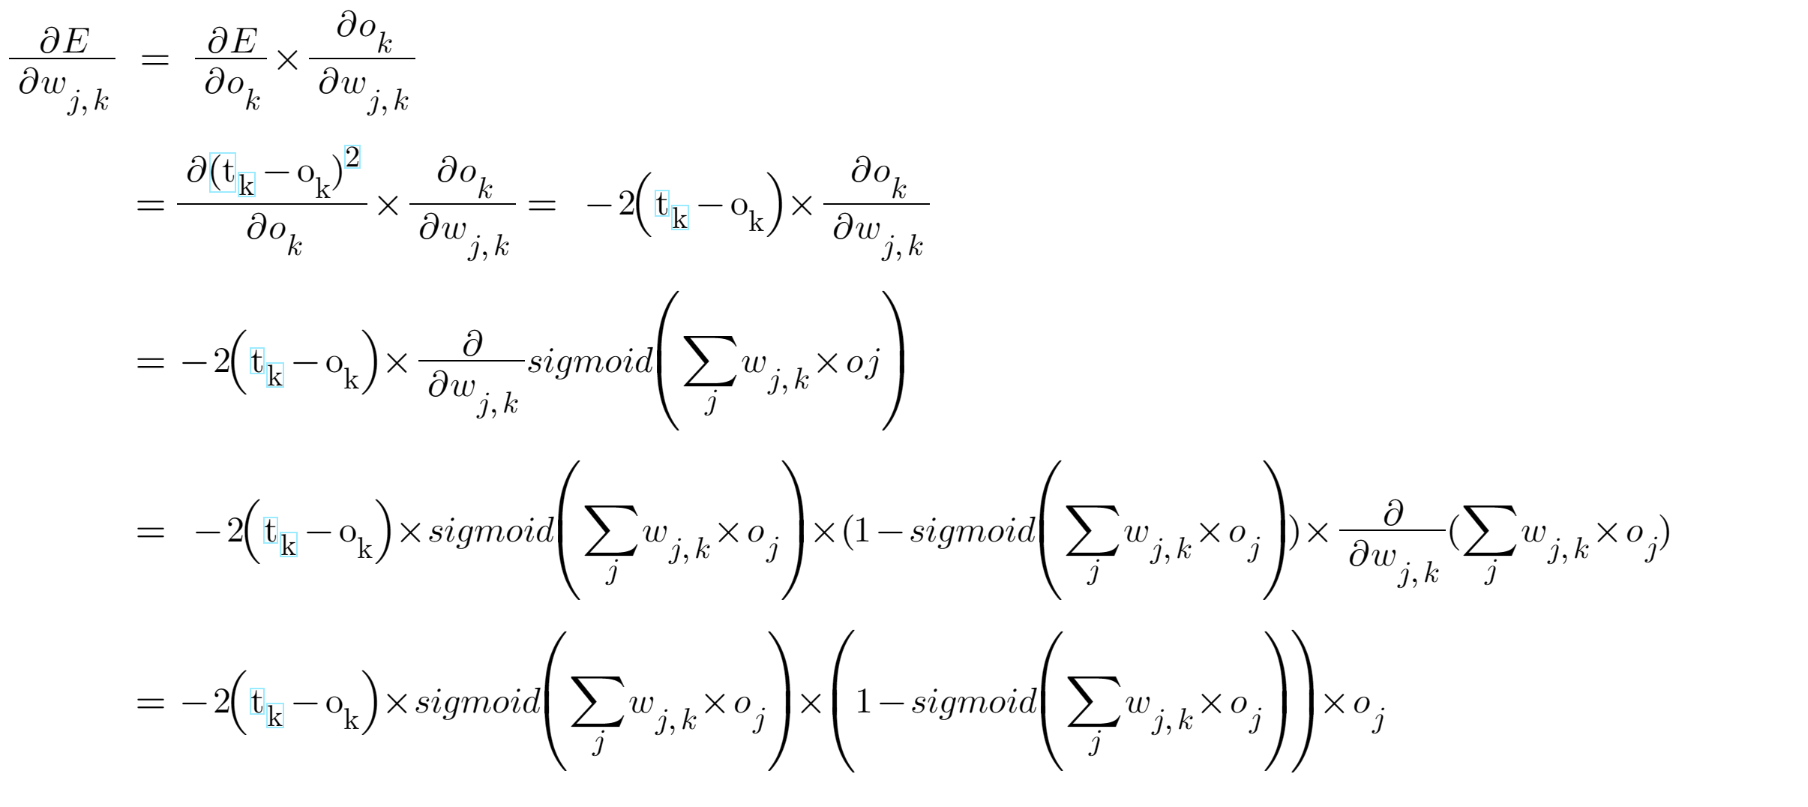 ∂E/∂w_{j,k} = ∂E/∂o_k × ∂o_k/∂w_{j,k}
= ∂(t_k − o_k)^2/∂o_k × ∂o_k/∂w_{j,k} = −2(t_k − o_k) × ∂o_k/∂w_{j,k}
= −2(t_k − o_k) × ∂/∂w_{j,k} sigmoid(∑_j w_{j,k} × oj)
= −2(t_k − o_k) × sigmoid(∑_j w_{j,k} × o_j) × (1 − sigmoid(∑_j w_{j,k} × o_j)) × ∂/∂w_{j,k} (∑_j w_{j,k} × o_j)
= −2(t_k − o_k) × sigmoid(∑_j w_{j,k} × o_j) × (1 − sigmoid(∑_j w_{j,k} × o_j)) × o_j